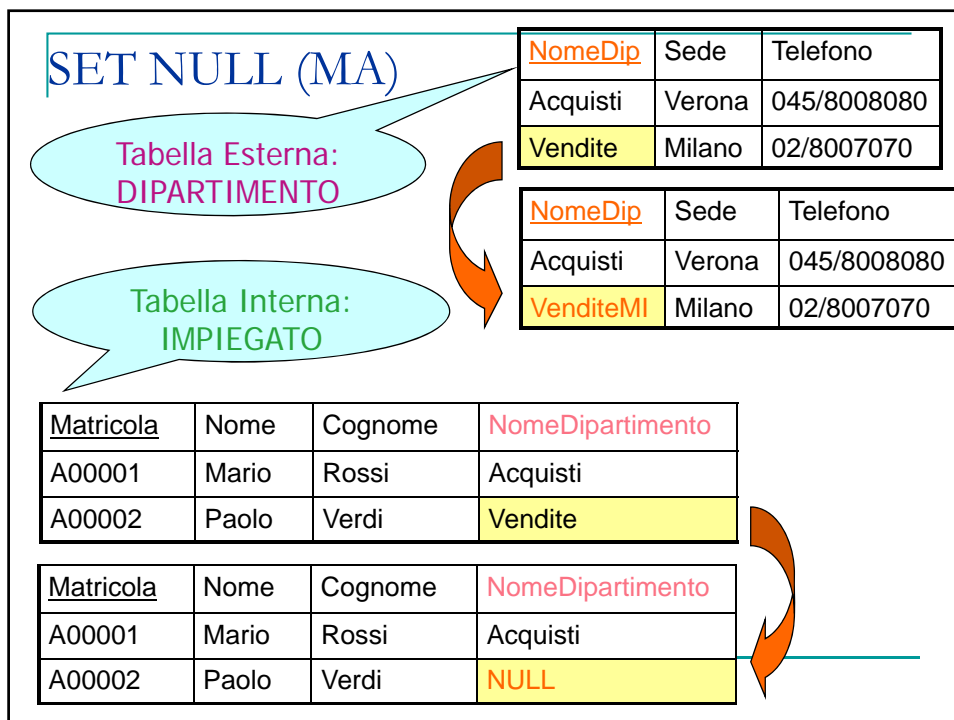 SET NULL (MA)
NomeDip Sede Telefono
Acquisti Verona 045/8008080
Vendite Milano 02/8007070
Tabella Esterna:
DIPARTIMENTO
NomeDip Sede Telefono
Acquisti Verona 045/8008080
VenditeMI Milano 02/8007070
Tabella Interna:
IMPIEGATO
Matricola Nome Cognome NomeDipartimento
A00001 Mario Rossi Acquisti
A00002 Paolo Verdi Vendite
Matricola Nome Cognome NomeDipartimento
A00001 Mario Rossi Acquisti
A00002 Paolo Verdi NULL